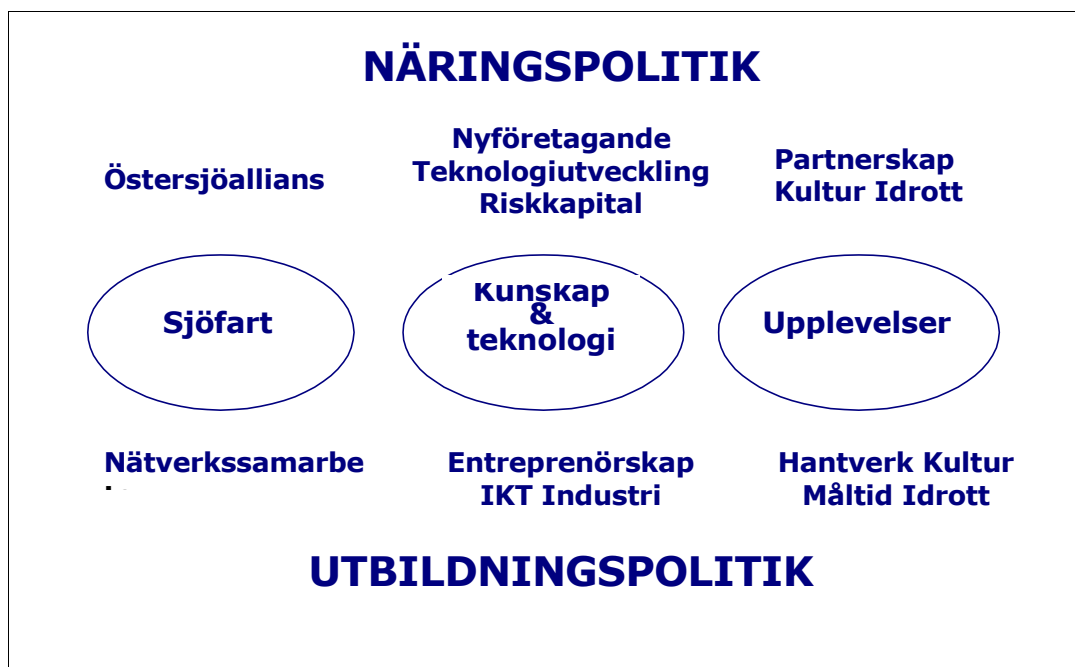 NÄRINGSPOLITIK
Östersjöallians
Nyföretagande
Teknologiutveckling
Riskkapital
Partnerskap
Kultur Idrott
Sjöfart
Kunskap
&
teknologi
Upplevelser
Nätverkssamarbe
Entreprenörskap
IKT Industri
Hantverk Kultur
Måltid Idrott
UTBILDNINGSPOLITIK